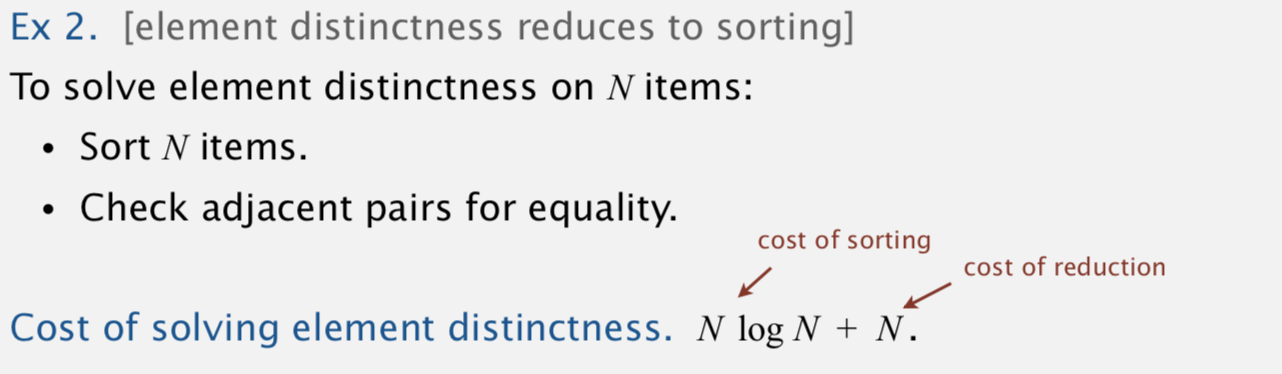 Ex 2. [element distinctness reduces to sorting]
To solve element distinctness on N items:
• Sort N items.
• Check adjacent pairs for equality.
cost of sorting
cost of reduction
Cost of solving element distinctness. N log N + N.